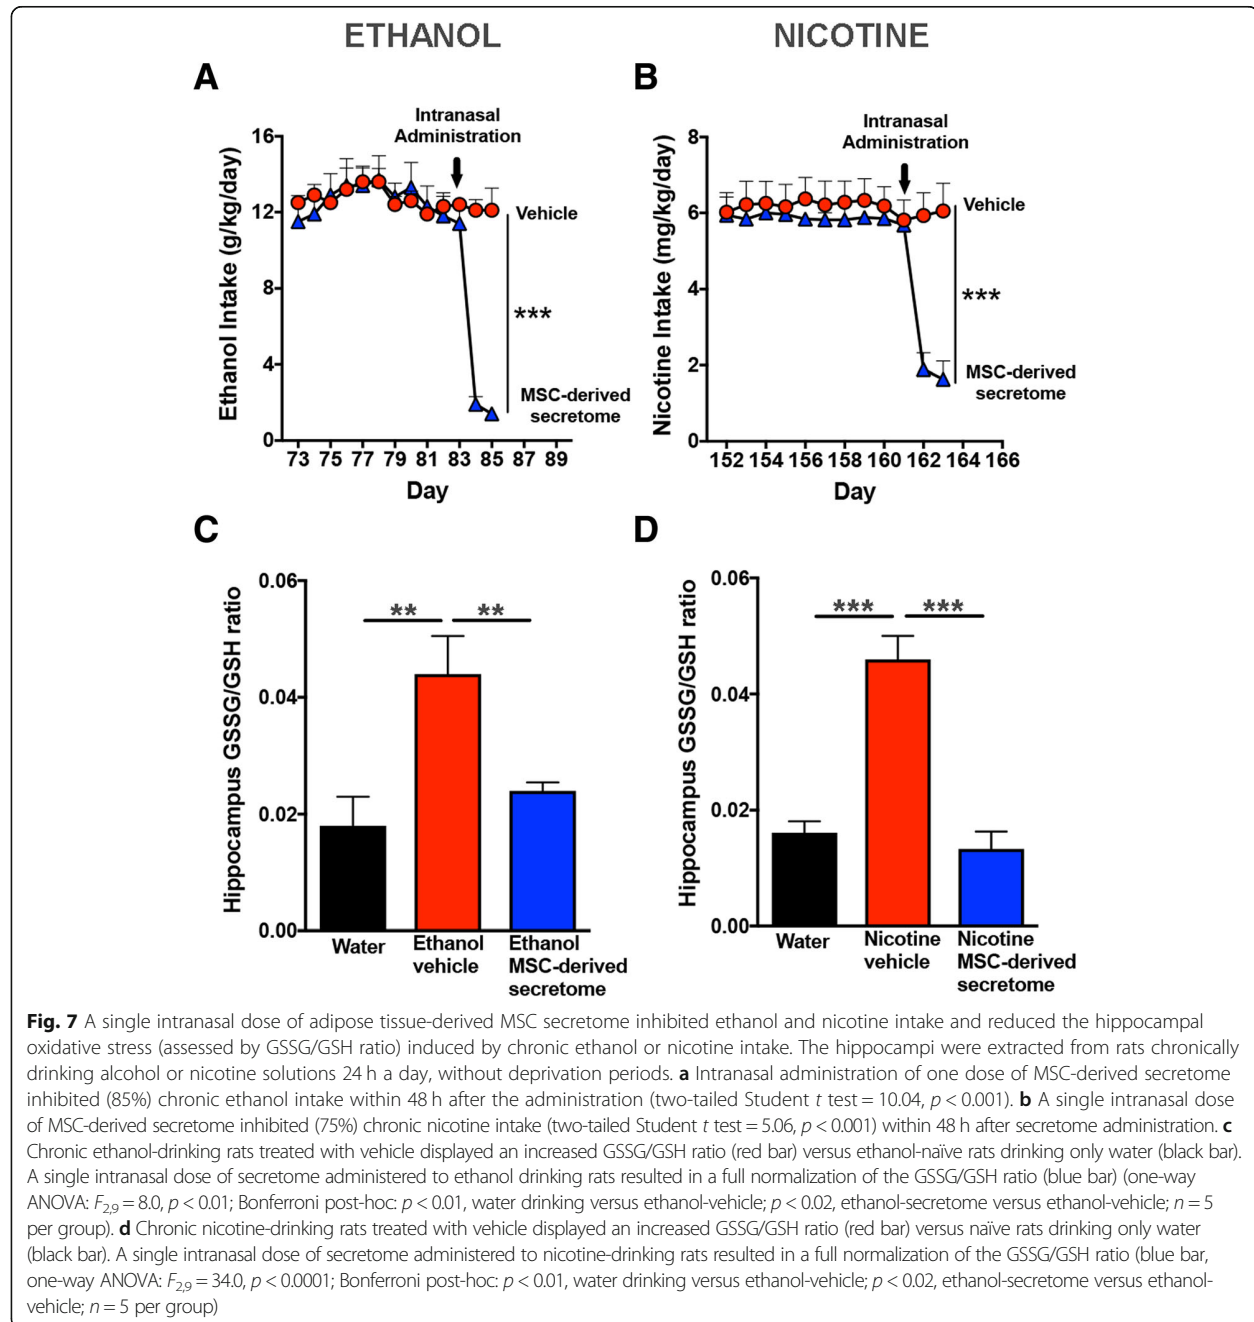 ETHANOL
NICOTINE
A
Intranasal
Administration
Ethanol Intake (g/kg/day)
16
12
8
4
0
Vehicle
***
MSC-derived
secretome
73 75 77 79 81 83 85 87 89
Day
B
Intranasal
Administration
Nicotine Intake (mg/kg/day)
8
6
4
2
0
Vehicle
***
MSC-derived
secretome
152 154 156 158 160 162 164 166
Day
C
Hippocampus GSSG/GSH ratio
0.06
0.04
0.02
0.00
** **
Water
Ethanol
vehicle
Ethanol
MSC-derived
secretome
D
Hippocampus GSSG/GSH ratio
0.06
0.04
0.02
0.00
*** ***
Water
Nicotine
vehicle
Nicotine
MSC-derived
secretome
Fig. 7 A single intranasal dose of adipose tissue-derived MSC secretome inhibited ethanol and nicotine intake and reduced the hippocampal
oxidative stress (assessed by GSSG/GSH ratio) induced by chronic ethanol or nicotine intake. The hippocampi were extracted from rats chronically
drinking alcohol or nicotine solutions 24 h a day, without deprivation periods. a Intranasal administration of one dose of MSC-derived secretome
inhibited (85%) chronic ethanol intake within 48 h after the administration (two-tailed Student t test = 10.04, p < 0.001). b A single intranasal dose
of MSC-derived secretome inhibited (75%) chronic nicotine intake (two-tailed Student t test = 5.06, p < 0.001) within 48 h after secretome administration. c
Chronic ethanol-drinking rats treated with vehicle displayed an increased GSSG/GSH ratio (red bar) versus ethanol-naïve rats drinking only water (black bar).
A single intranasal dose of secretome administered to ethanol drinking rats resulted in a full normalization of the GSSG/GSH ratio (blue bar) (one-way
ANOVA: F2,9 = 8.0, p < 0.01; Bonferroni post-hoc: p < 0.01, water drinking versus ethanol-vehicle; p < 0.02, ethanol-secretome versus ethanol-vehicle; n = 5
per group). d Chronic nicotine-drinking rats treated with vehicle displayed an increased GSSG/GSH ratio (red bar) versus naïve rats drinking only water
(black bar). A single intranasal dose of secretome administered to nicotine-drinking rats resulted in a full normalization of the GSSG/GSH ratio (blue bar,
one-way ANOVA: F2,9 = 34.0, p < 0.0001; Bonferroni post-hoc: p < 0.01, water drinking versus ethanol-vehicle; p < 0.02, ethanol-secretome versus ethanol-
vehicle; n = 5 per group)